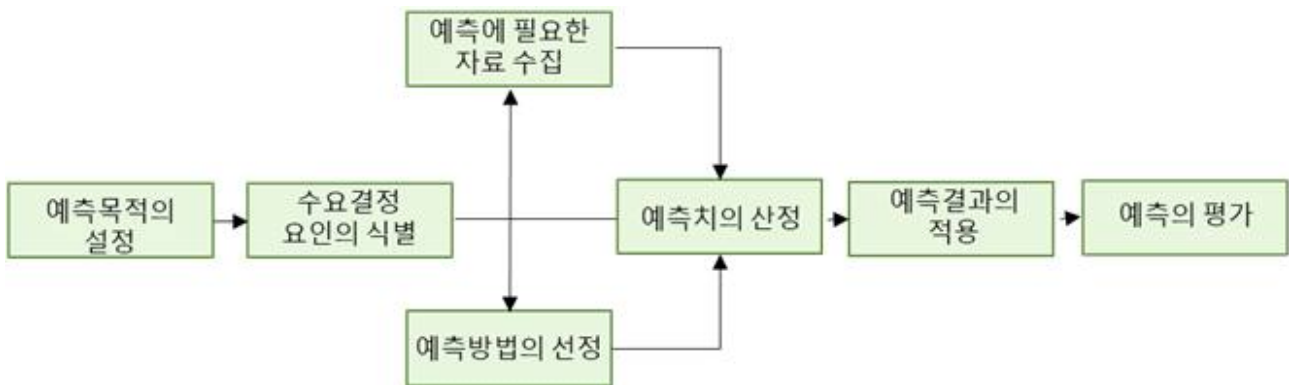 예측에 필요한
자료 수집
예측목적의
설정
수요결정
요인의 식별
예측치의 산정
예측결과의
적용
예측의 평가
예측방법의 선정